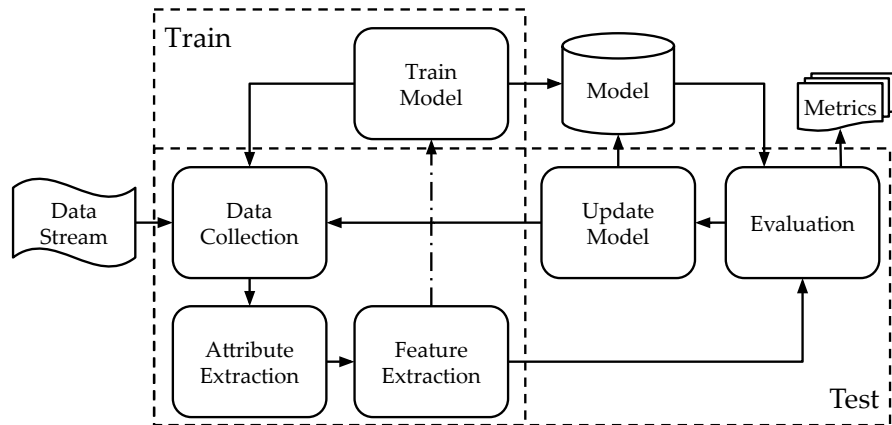 Train
Train
Model
Model
Metrics
Data
Stream
Data
Collection
Update
Model
Evaluation
Attribute
Extraction
Feature
Extraction
Test